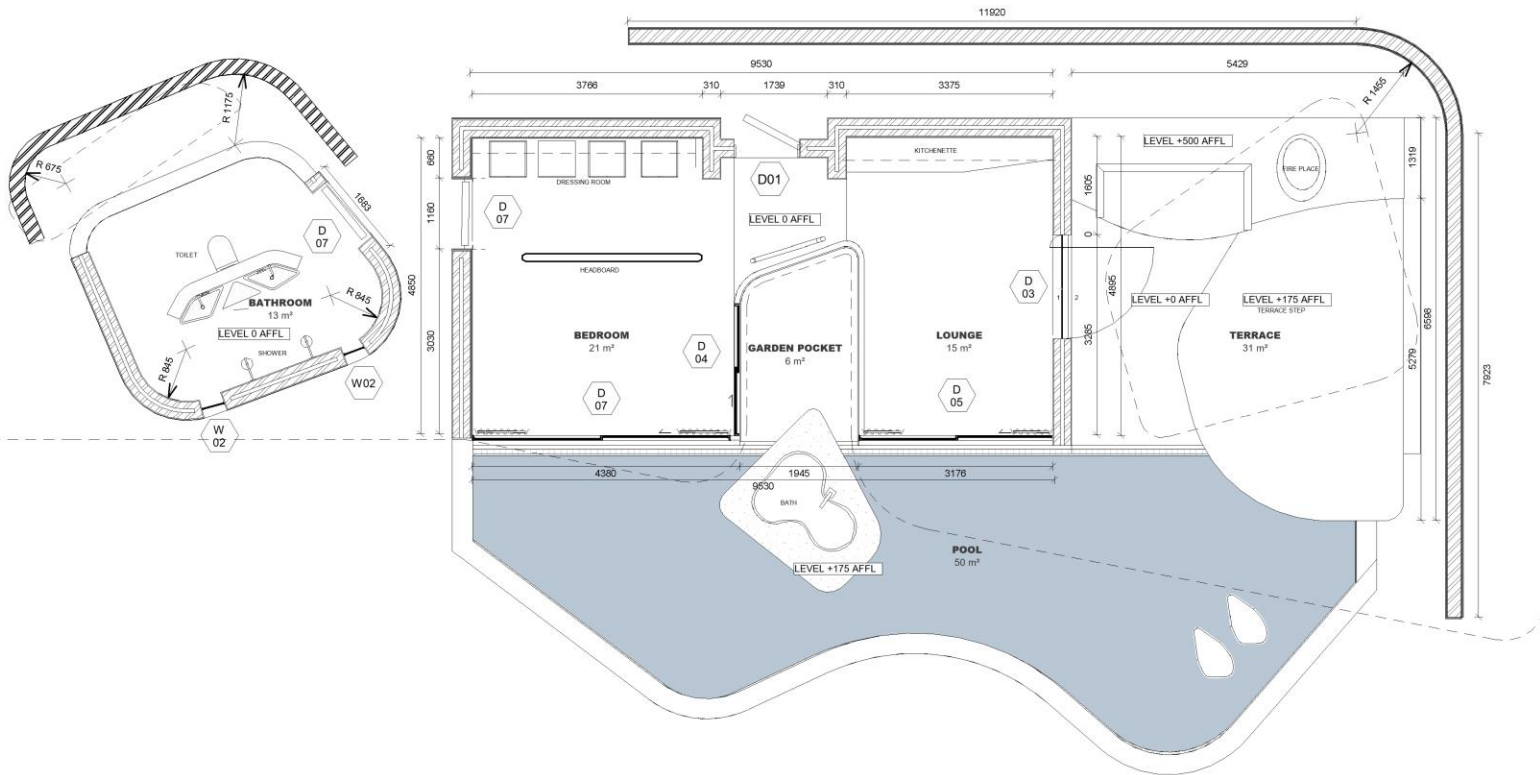 11920
9530
5429
3766
310
1739
310
3375
R 1455
R 1175
R 675
1683
660
1160
4850
3030
DRESSING ROOM
KITCHENETTE
D01
D
07
D
07
LEVEL 0 AFFL
LEVEL +500 AFFL
FIRE PLACE
1605
0
4895
3285
1319
6598
5279
7923
TOILET
BATHROOM
13 m²
LEVEL 0 AFFL
SHOWER
R 845
R 845
W02
W
02
HEADBOARD
BEDROOM
21 m²
D
04
D
07
GARDEN POCKET
6 m²
LOUNGE
15 m²
D
03
D
05
1
2
LEVEL +0 AFFL
LEVEL +175 AFFL
TERRACE STEP
TERRACE
31 m²
4380
1945
3176
9530
BATH
LEVEL +175 AFFL
POOL
50 m²